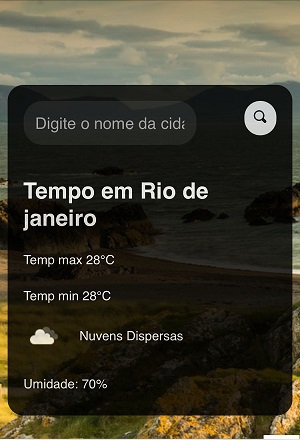 Digite o nome da cida
Tempo em Rio de
janeiro
Temp max 28°C
Temp min 28°C
Nuvens Dispersas
Umidade: 70%